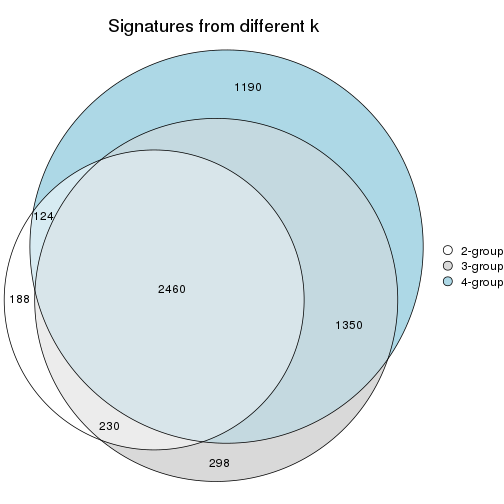 Signatures from different k
1190
124
2460
188
1350
230
298
2-group
3-group
4-group